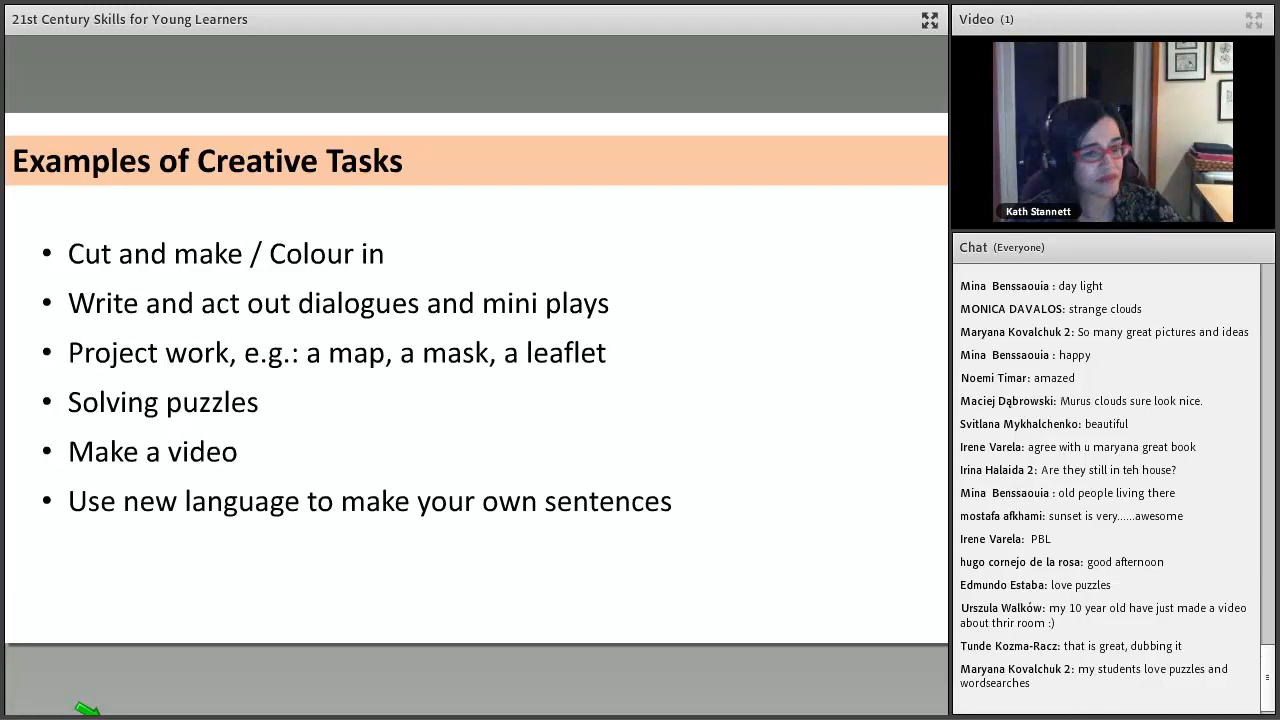 21st Century Skills for Young Learners
Examples of Creative Tasks
• Cut and make / Colour in
• Write and act out dialogues and mini plays
• Project work, e.g.: a map, a mask, a leaflet
• Solving puzzles
• Make a video
• Use new language to make your own sentences
Video (1)
Kath Stannett
Chat (Everyone)
Mina Benssaouia : day light
MONICA DAVALOS: strange clouds
Maryana Kovalchuk 2: So many great pictures and ideas
Mina Benssaouia : happy
Noemi Timar: amazed
Maciej Dąbrowski: Murus clouds sure look nice.
Svitlana Mykhalchenko: beautiful
Irene Varela: agree with u maryana great book
Irina Halaida 2: Are they still in teh house?
Mina Benssaouia : old people living there
mostafa afkhami: sunset is very......awesome
Irene Varela: PBL
hugo cornejo de la rosa: good afternoon
Edmundo Estaba: love puzzles
Urszula Walków: my 10 year old have just made a video
about thrir room :)
Tunde Kozma-Racz: that is great, dubbing it
Maryana Kovalchuk 2: my students love puzzles and
wordsearches